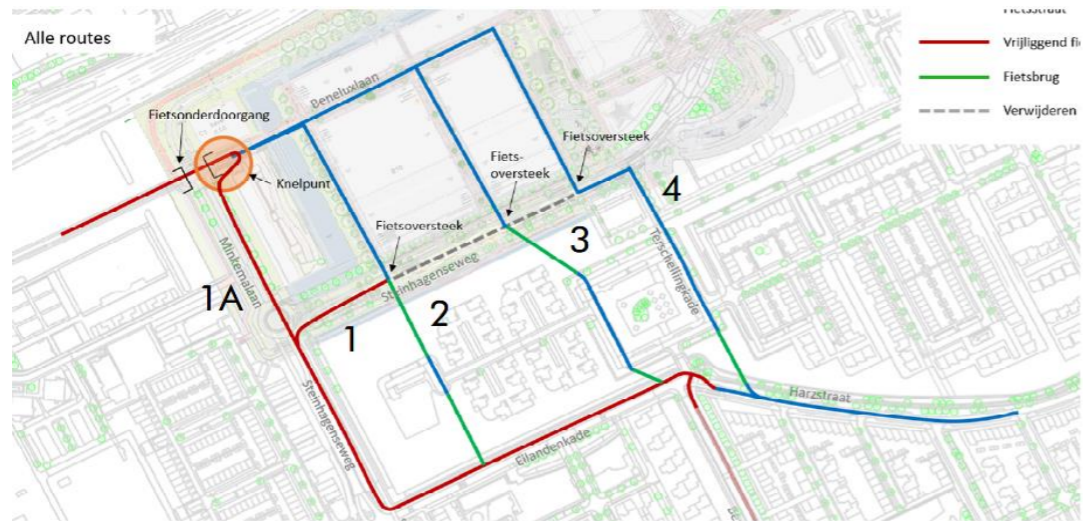 Alle routes
Fietsstraat
Vrijliggend fi
Fietsbrug
Verwijderen
Beneluxlaan
Fietsonderdoorgang
Knelpunt
Fietsoversteek
Fiets-
oversteek
Fietsoversteek
4
3
Terschellingkade
Minkemalaan
1A
Steinhagenseweg
1
2
Steinhagenseweg
Harzstraat
Eilandenkade